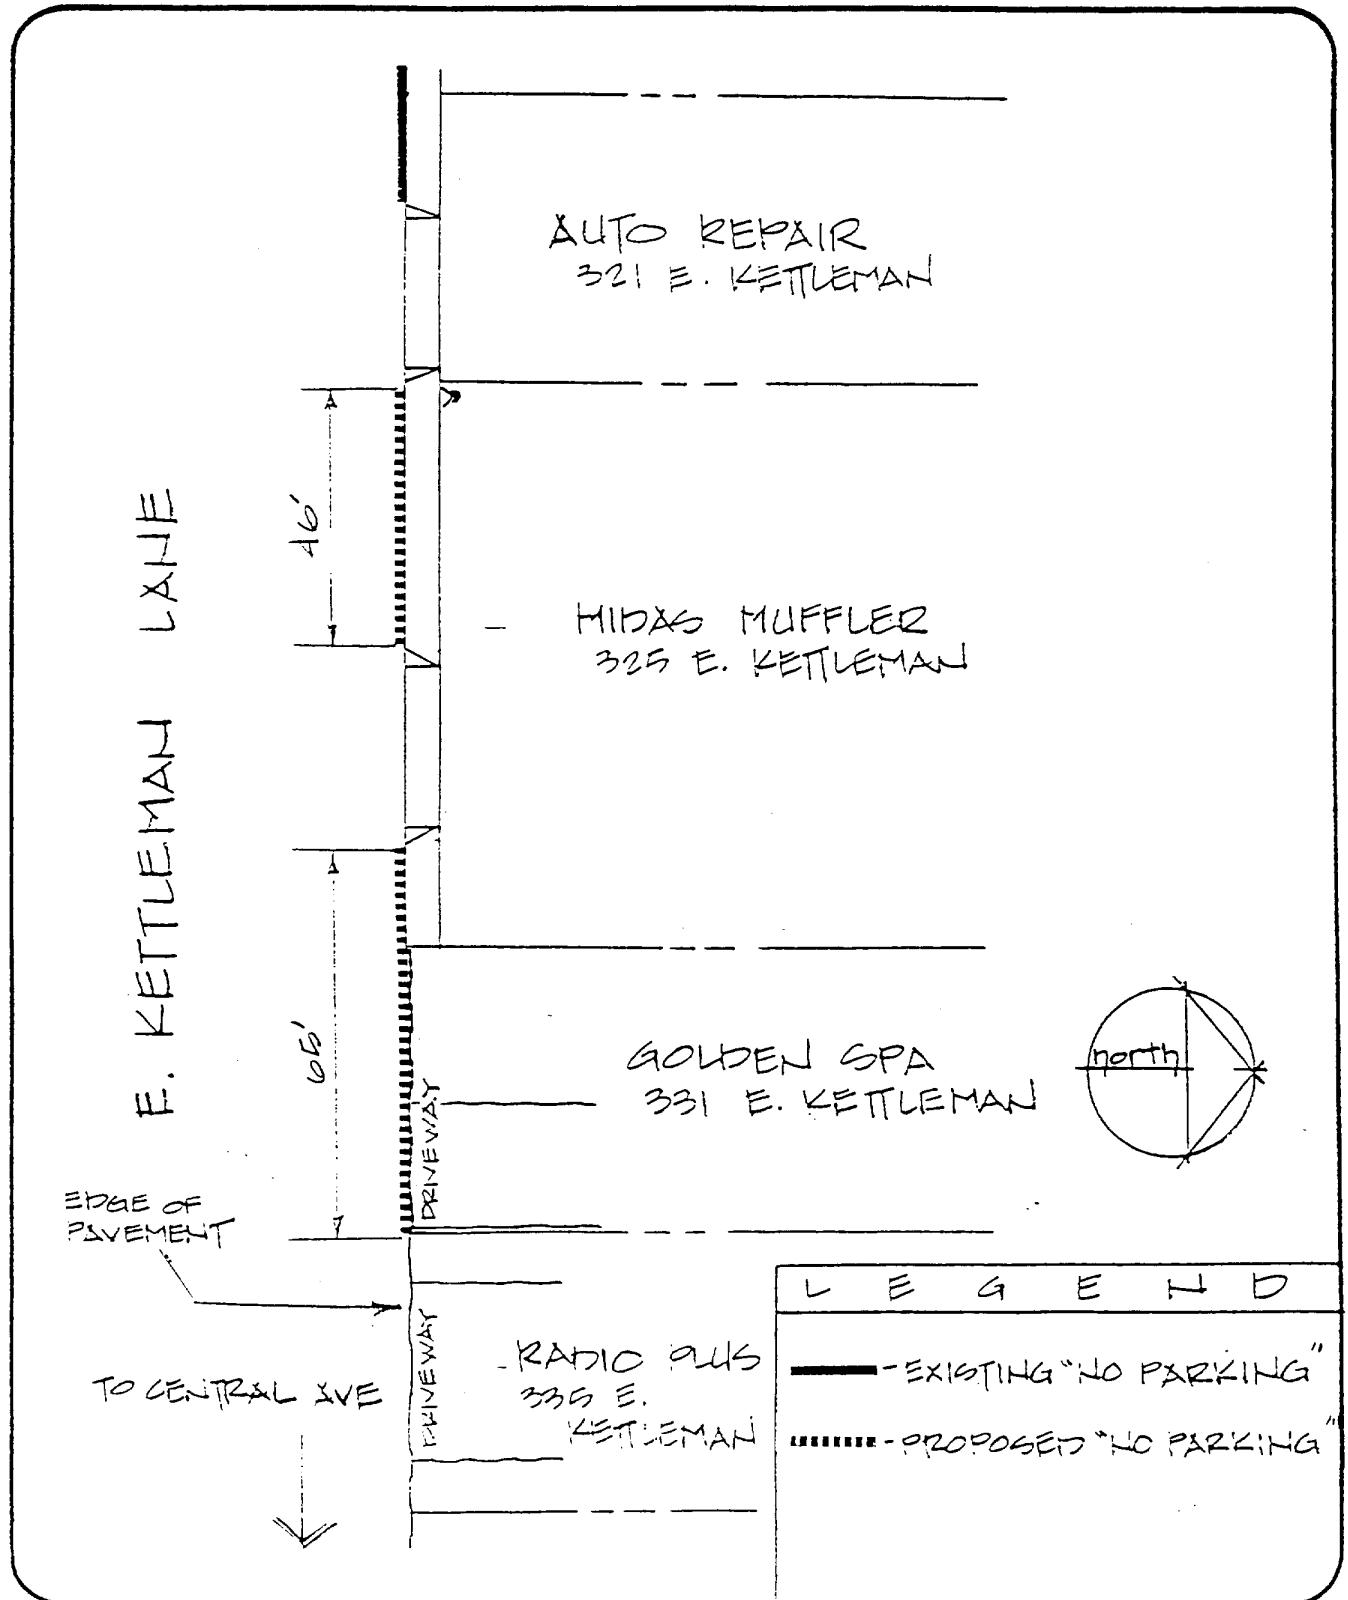 AUTO REPAIR
321 E. KETTLEMAN
46'
E. KETTLEMAN LANE
MIDAS MUFFLER
325 E. KETTLEMAN
65'
GOLDEN SPA
331 E. KETTLEMAN
north
DRIVEWAY
EDGE OF
PAVEMENT
LEGEND
DRIVEWAY
RADIO PLUS
335 E.
KETTLEMAN
- EXISTING "NO PARKING"
TO CENTRAL AVE
- PROPOSED "NO PARKING"